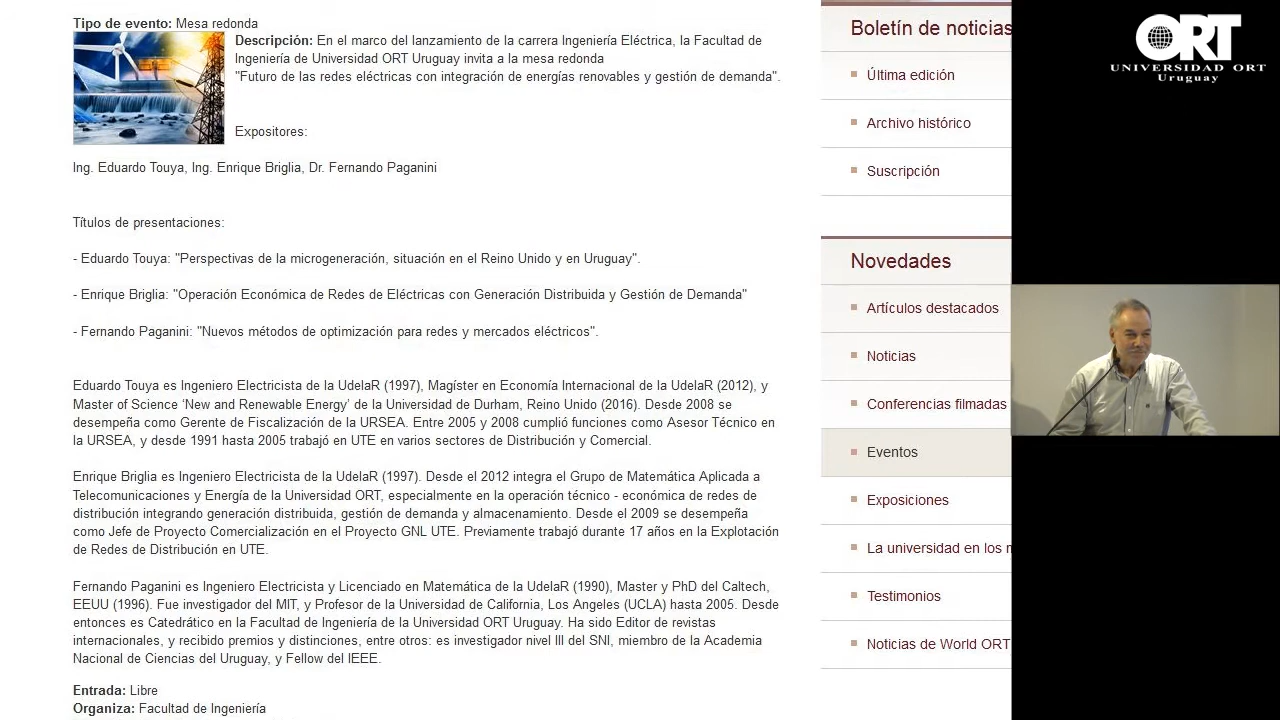 Tipo de evento: Mesa redonda
Descripción: En el marco del lanzamiento de la carrera Ingeniería Eléctrica, la Facultad de
Ingeniería de Universidad ORT Uruguay invita a la mesa redonda
"Futuro de las redes eléctricas con integración de energías renovables y gestión de demanda".
Expositores:
Ing. Eduardo Touya, Ing. Enrique Briglia, Dr. Fernando Paganini
Títulos de presentaciones:
- Eduardo Touya: "Perspectivas de la microgeneración, situación en el Reino Unido y en Uruguay".
- Enrique Briglia: "Operación Económica de Redes de Eléctricas con Generación Distribuida y Gestión de Demanda"
- Fernando Paganini: "Nuevos métodos de optimización para redes y mercados eléctricos".
Eduardo Touya es Ingeniero Electricista de la UdelaR (1997), Magíster en Economía Internacional de la UdelaR (2012), y
Master of Science ‘New and Renewable Energy’ de la Universidad de Durham, Reino Unido (2016). Desde 2008 se
desempeña como Gerente de Fiscalización de la URSEA. Entre 2005 y 2008 cumplió funciones como Asesor Técnico en
la URSEA, y desde 1991 hasta 2005 trabajó en UTE en varios sectores de Distribución y Comercial.
Enrique Briglia es Ingeniero Electricista de la UdelaR (1997). Desde el 2012 integra el Grupo de Matemática Aplicada a
Telecomunicaciones y Energía de la Universidad ORT, especialmente en la operación técnico - económica de redes de
distribución integrando generación distribuida, gestión de demanda y almacenamiento. Desde el 2009 se desempeña
como Jefe de Proyecto Comercialización en el Proyecto GNL UTE. Previamente trabajó durante 17 años en la Explotación
de Redes de Distribución en UTE.
Fernando Paganini es Ingeniero Electricista y Licenciado en Matemática de la UdelaR (1990), Master y PhD del Caltech,
EEUU (1996). Fue investigador del MIT, y Profesor de la Universidad de California, Los Angeles (UCLA) hasta 2005. Desde
entonces es Catedrático en la Facultad de Ingeniería de la Universidad ORT Uruguay. Ha sido Editor de revistas
internacionales, y recibido premios y distinciones, entre otros: es investigador nivel III del SNI, miembro de la Academia
Nacional de Ciencias del Uruguay, y Fellow del IEEE.
Entrada: Libre
Organiza: Facultad de Ingeniería
Boletín de noticias
Última edición
Archivo histórico
Suscripción
Novedades
Artículos destacados
Noticias
Conferencias filmadas
Eventos
Exposiciones
La universidad en los
Testimonios
Noticias de World ORT
ORT
UNIVERSIDAD ORT
Uruguay